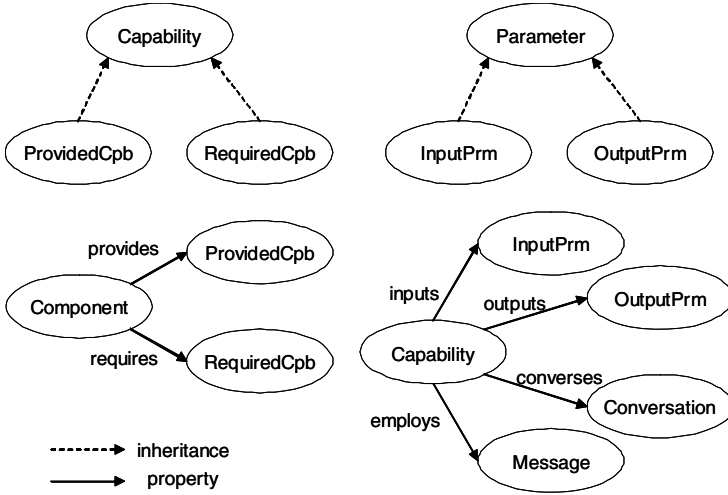 Capability
Parameter
ProvidedCpb
RequiredCpb
InputPrm
OutputPrm
provides
ProvidedCpb
Component
requires
RequiredCpb
InputPrm
inputs
outputs
OutputPrm
Capability
converses
Conversation
employs
Message
inheritance
property